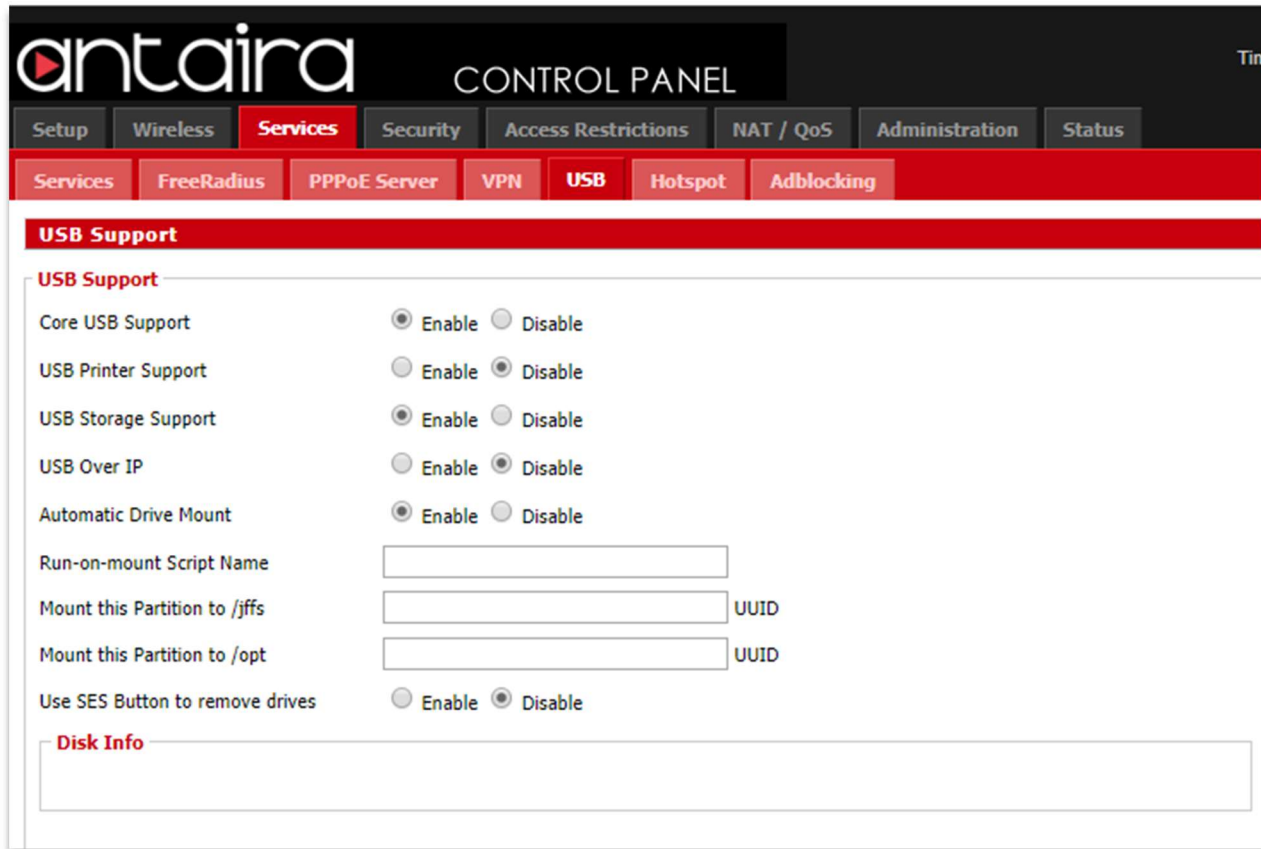 antaira CONTROL PANEL
Tim
Setup Wireless Services Security Access Restrictions NAT / QoS Administration Status
Services FreeRadius PPPoE Server VPN USB Hotspot Adblocking
USB Support
USB Support
Core USB Support Enable Disable
USB Printer Support Enable Disable
USB Storage Support Enable Disable
USB Over IP Enable Disable
Automatic Drive Mount Enable Disable
Run-on-mount Script Name
Mount this Partition to /jffs UUID
Mount this Partition to /opt UUID
Use SES Button to remove drives Enable Disable
Disk Info